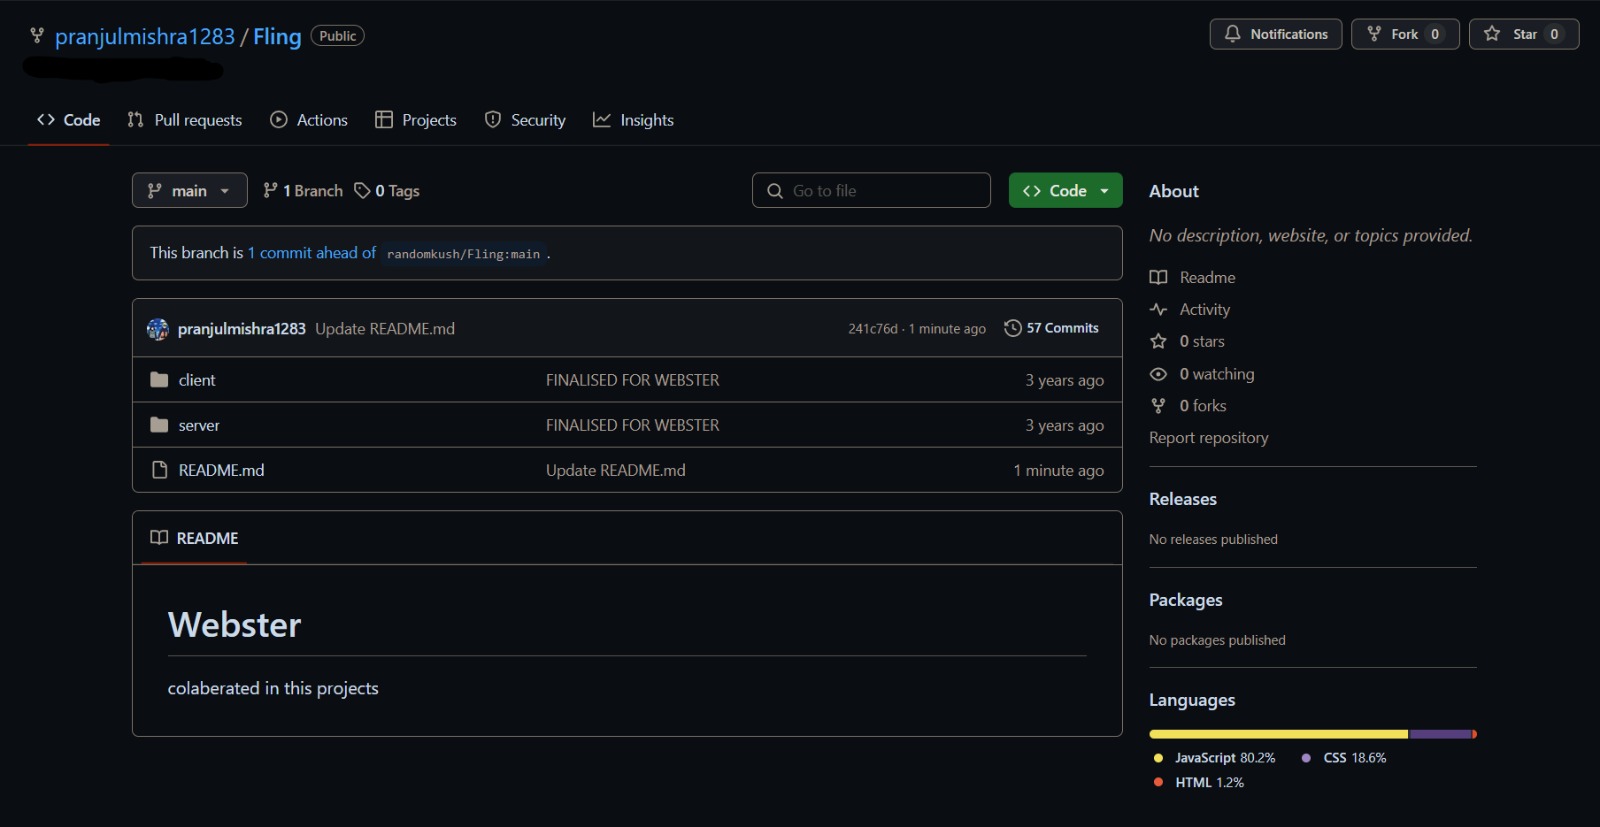 pranjulmishra1283 / Fling Public
Notifications Fork 0 Star 0
Code Pull requests Actions Projects Security Insights
main 1 Branch 0 Tags Go to file Code
This branch is 1 commit ahead of randomkush/Fling:main .
pranjulmishra1283 Update README.md 241c76d · 1 minute ago 57 Commits
client FINALISED FOR WEBSTER 3 years ago
server FINALISED FOR WEBSTER 3 years ago
README.md Update README.md 1 minute ago
README
Webster
colaberated in this projects
About
No description, website, or topics provided.
Readme
Activity
0 stars
0 watching
0 forks
Report repository
Releases
No releases published
Packages
No packages published
Languages
JavaScript 80.2% CSS 18.6%
HTML 1.2%